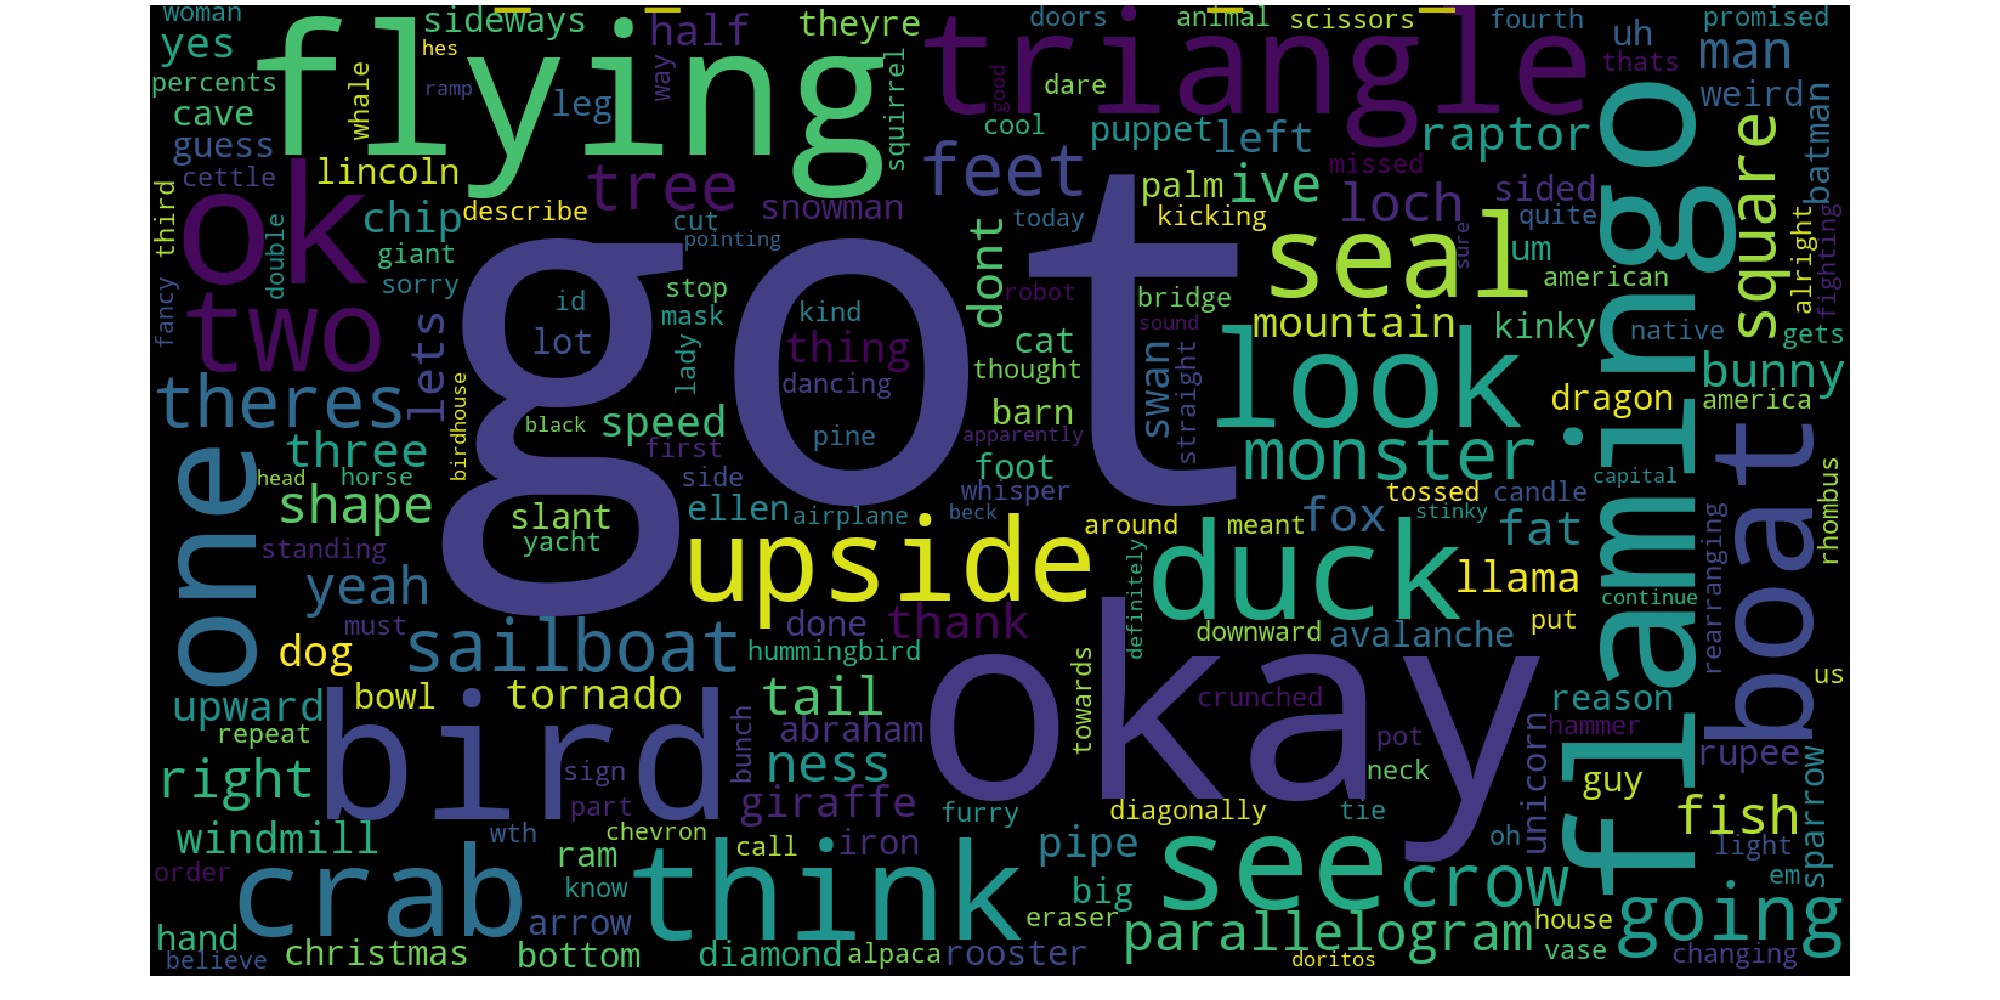 woman
sideways
half
theyre
doors
animal
scissors
fourth
promised
yes
hes
flying
triangle
uh
man
percents
whale
ramp
way
squirrel
good
dare
thats
weird
cave
leg
cool
puppet
left
raptor
flamingo
batman
guess
cettle
lincoln
ok
tree
feet
missed
square
third
chip
describe
cut
snowman
today
palm
ive
kicking
loch
sided
quite
double
giant
pointing
got
dont
seal
sure
um
alright
fighting
sorry
id
stop
robot
bridge
american
fancy
two
lets
lot
mask
kind
sound
mountain
kinky
native
gets
lady
thing
cat
look
theres
birdhouse
dancing
thought
swan
straight
dragon
bunny
america
one
three
black
speed
pine
barn
first
apparently
monster
boat
head
horse
side
foot
whisper
capital
rhombus
shape
slant
ellen
airplane
beck
tossed
candle
stinky
standing
yacht
upside
around
meant
fox
fat
rearranging
yeah
duck
definitely
llama
continue
must
done
thank
downward
avalanche
put
dog
sailboat
hummingbird
okay
us
upward
bowl
tornado
tail
towards
crunched
reason
repeat
bird
bunch
abraham
pot
unicorn
hammer
rupee
right
sign
ness
neck
guy
sparrow
part
giraffe
furry
diagonally
tie
fish
windmill
wth
chevron
call
iron
pipe
see
oh
light
order
crab
ram
know
think
big
crow
em
arrow
eraser
parallelogram
house
going
hand
believe
christmas
bottom
diamond
alpaca
rooster
doritos
vase
changing